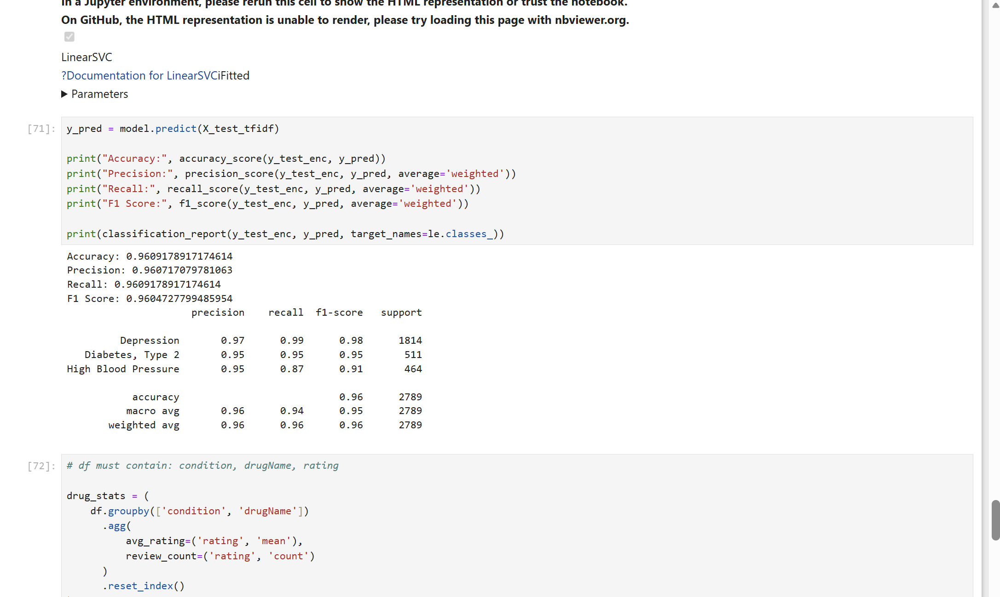 In a Jupyter environment, please rerun this cell to show the HTML representation or trust the notebook.
On GitHub, the HTML representation is unable to render, please try loading this page with nbviewer.org.
LinearSVC
?Documentation for LinearSVCiFitted
▶ Parameters
[71]: y_pred = model.predict(X_test_tfidf)
print("Accuracy:", accuracy_score(y_test_enc, y_pred))
print("Precision:", precision_score(y_test_enc, y_pred, average='weighted'))
print("Recall:", recall_score(y_test_enc, y_pred, average='weighted'))
print("F1 Score:", f1_score(y_test_enc, y_pred, average='weighted'))
print(classification_report(y_test_enc, y_pred, target_names=le.classes_))
Accuracy: 0.9609178917174614
Precision: 0.960717079781063
Recall: 0.9609178917174614
F1 Score: 0.9604727799485954
precision recall f1-score support
Depression 0.97 0.99 0.98 1814
Diabetes, Type 2 0.95 0.95 0.95 511
High Blood Pressure 0.95 0.87 0.91 464
accuracy 0.96 2789
macro avg 0.96 0.94 0.95 2789
weighted avg 0.96 0.96 0.96 2789
[72]: # df must contain: condition, drugName, rating
drug_stats = (
df.groupby(['condition', 'drugName'])
.agg(
avg_rating=('rating', 'mean'),
review_count=('rating', 'count')
)
.reset_index()